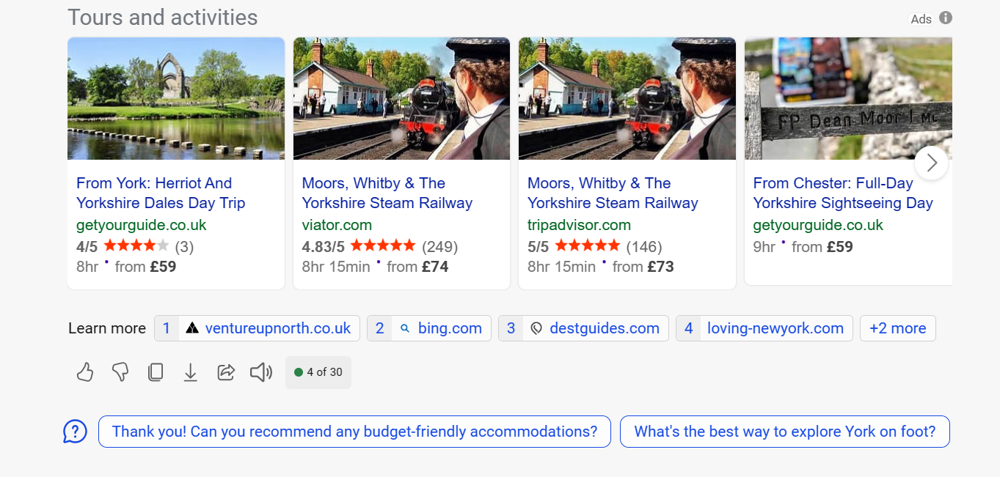 Tours and activities
Ads
FP Dean Moor 1 ML
From York: Herriot And
Yorkshire Dales Day Trip
getyourguide.co.uk
4/5 (3)
8hr • from £59
Moors, Whitby & The
Yorkshire Steam Railway
viator.com
4.83/5 (249)
8hr 15min • from £74
Moors, Whitby & The
Yorkshire Steam Railway
tripadvisor.com
5/5 (146)
8hr 15min • from £73
From Chester: Full-Day
Yorkshire Sightseeing Day
getyourguide.co.uk
9hr • from £59
Learn more 1 ventureupnorth.co.uk 2 bing.com 3 destguides.com 4 loving-newyork.com +2 more
4 of 30
Thank you! Can you recommend any budget-friendly accommodations? What's the best way to explore York on foot?